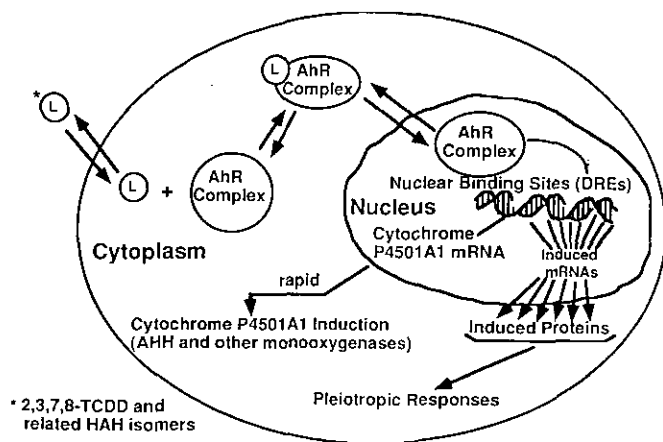 * L
L
+
AhR
Complex
L
AhR
Complex
AhR
Complex
Nuclear Binding Sites (DREs)
Nucleus
Cytochrome
P4501A1 mRNA
Induced
mRNAs
Cytoplasm
rapid
Cytochrome P4501A1 Induction
(AHH and other monooxygenases)
Induced Proteins
Pleiotropic Responses
* 2,3,7,8-TCDD and
related HAH isomers